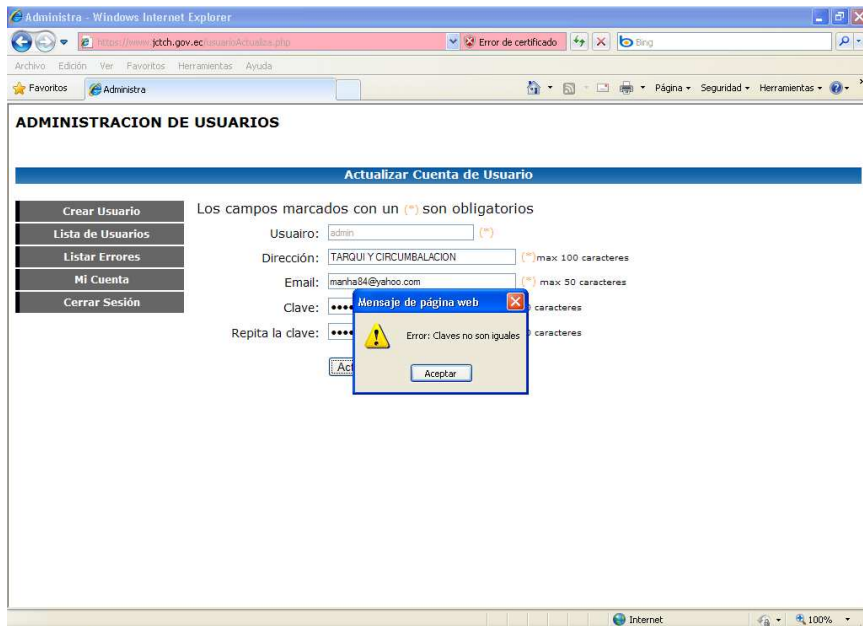 Administra - Windows Internet Explorer
https://www.jctch.gov.ec/usuarioActualiza.php Error de certificado Bing
Archivo Edición Ver Favoritos Herramientas Ayuda
Favoritos Administra Página Seguridad Herramientas
ADMINISTRACION DE USUARIOS
Actualizar Cuenta de Usuario
Crear Usuario
Lista de Usuarios
Listar Errores
Mi Cuenta
Cerrar Sesión
Los campos marcados con un (*) son obligatorios
Usuairo: admin (*)
Dirección: TARQUI Y CIRCUMBALACION (*)max 100 caracteres
Email: manha84@yahoo.com (*) max 50 caracteres
Clave: caracteres
Repita la clave: caracteres
Mensaje de página web
Error: Claves no son iguales
Aceptar
Internet 100%